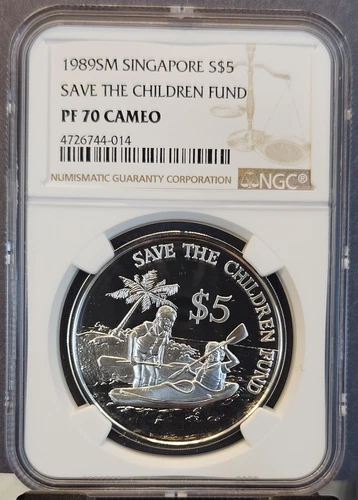 1989SM SINGAPORE S$5
SAVE THE CHILDREN FUND
PF 70 CAMEO
4726744-014
NUMISMATIC GUARANTY CORPORATION NGC®
SAVE THE CHILDREN FUND
$5